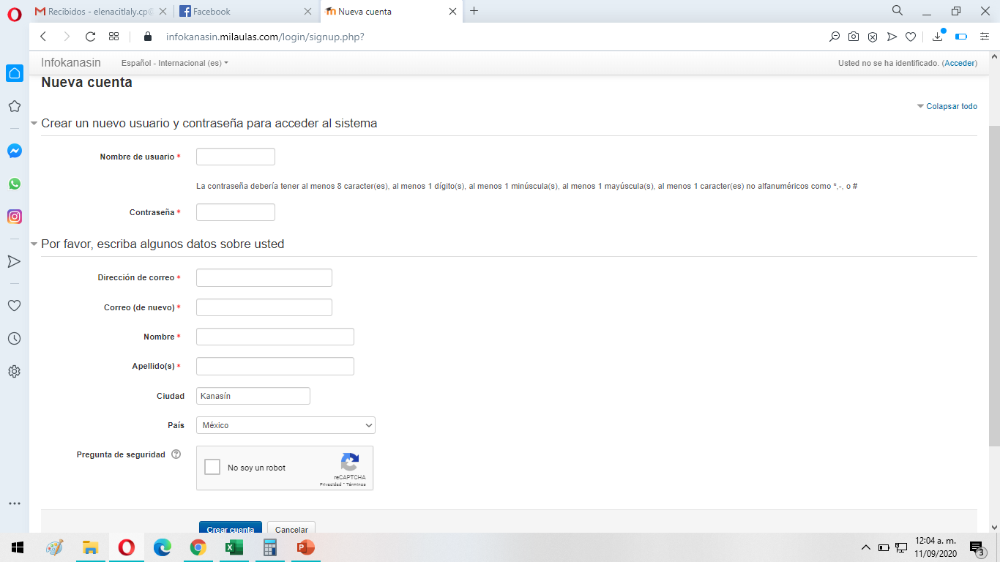 Recibidos - elenacitlaly.cp@
Facebook
Nueva cuenta
infokanasin.milaulas.com/login/signup.php?
Infokanasin
Español - Internacional (es)
Usted no se ha identificado. (Acceder)
Nueva cuenta
Colapsar todo
Crear un nuevo usuario y contraseña para acceder al sistema
Nombre de usuario *
La contraseña debería tener al menos 8 caracter(es), al menos 1 dígito(s), al menos 1 minúscula(s), al menos 1 mayúscula(s), al menos 1 caracter(es) no alfanuméricos como *,-, o #
Contraseña *
Por favor, escriba algunos datos sobre usted
Dirección de correo *
Correo (de nuevo) *
Nombre *
Apellido(s) *
Ciudad
Kanasín
País
México
Pregunta de seguridad
No soy un robot
reCAPTCHA
Privacidad - Términos
Crear cuenta
Cancelar
12:04 a. m.
11/09/2020
3